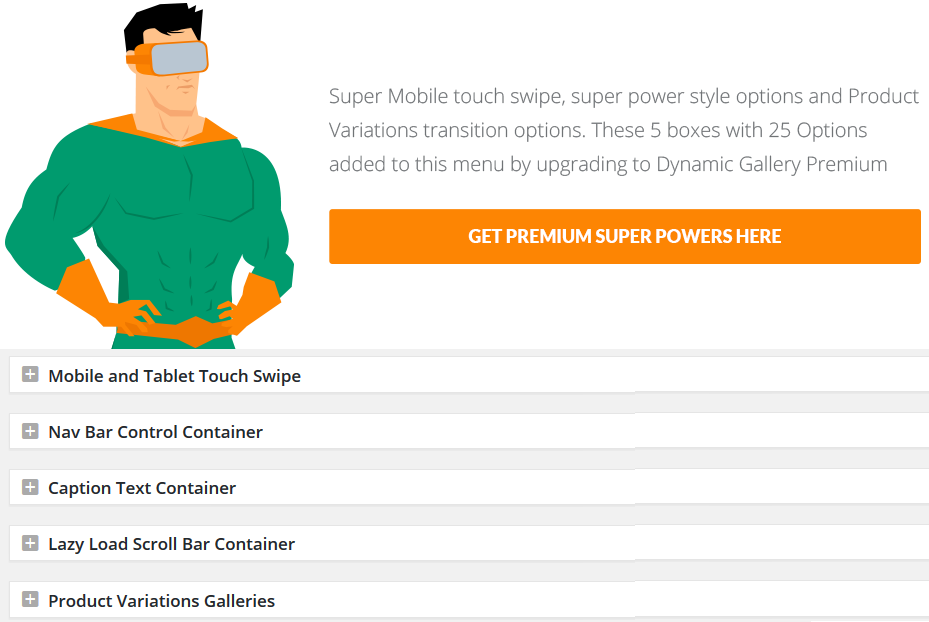 Super Mobile touch swipe, super power style options and Product
Variations transition options. These 5 boxes with 25 Options
added to this menu by upgrading to Dynamic Gallery Premium
GET PREMIUM SUPER POWERS HERE
Mobile and Tablet Touch Swipe
Nav Bar Control Container
Caption Text Container
Lazy Load Scroll Bar Container
Product Variations Galleries